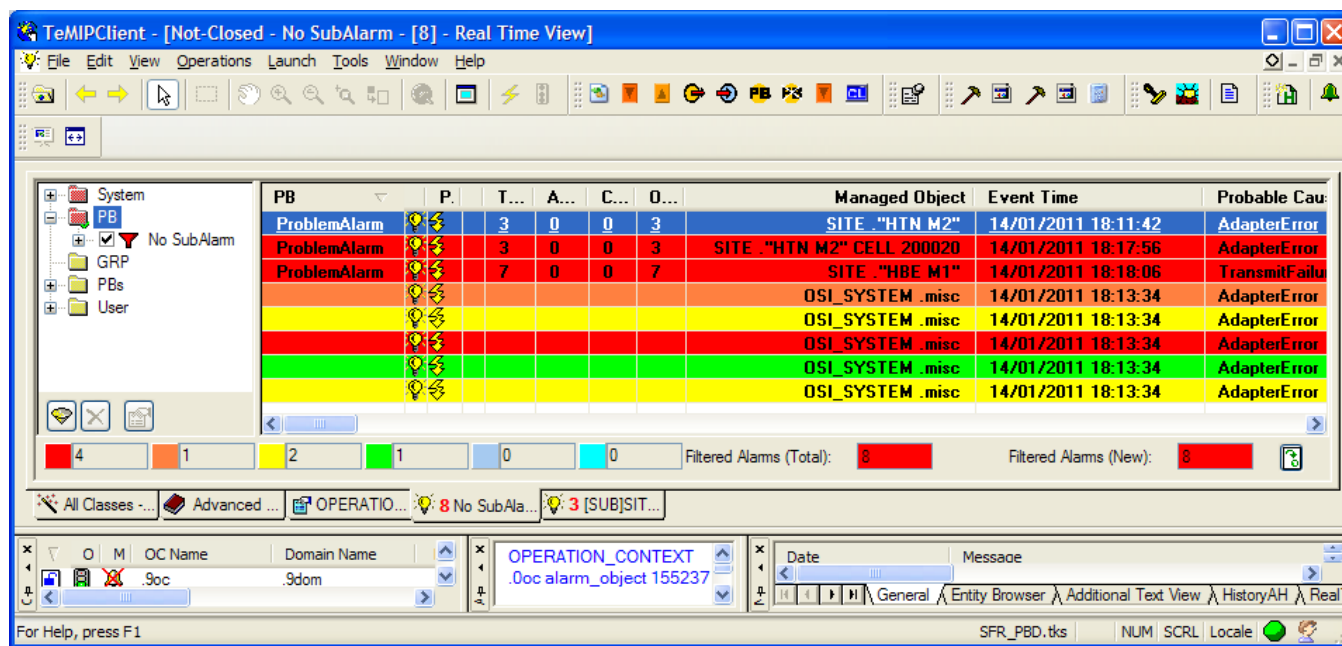 TeMIPClient - [Not-Closed - No SubAlarm - [8] - Real Time View]
File Edit View Operations Launch Tools Window Help
PB CL
System
PB
No SubAlarm
GRP
PBs
User
PB P. T... A... C... O... Managed Object Event Time Probable Cau
ProblemAlarm 3 0 0 3 SITE ."HTN M2" 14/01/2011 18:11:42 AdapterError
ProblemAlarm 3 0 0 3 SITE ."HTN M2" CELL 200020 14/01/2011 18:17:56 AdapterError
ProblemAlarm 7 0 0 7 SITE ."HBE M1" 14/01/2011 18:18:06 TransmitFailu
OSI_SYSTEM .misc 14/01/2011 18:13:34 AdapterError
OSI_SYSTEM .misc 14/01/2011 18:13:34 AdapterError
OSI_SYSTEM .misc 14/01/2011 18:13:34 AdapterError
OSI_SYSTEM .misc 14/01/2011 18:13:34 AdapterError
OSI_SYSTEM .misc 14/01/2011 18:13:34 AdapterError
4 1 2 1 0 0 Filtered Alarms (Total): 8 Filtered Alarms (New): 8
All Classes -... Advanced ... OPERATIO... 8 No SubAla... 3 [SUB]SIT...
O M OC Name Domain Name
.9oc .9dom
OPERATION_CONTEXT
.0oc alarm_object 155237
Date Message
General Entity Browser Additional Text View HistoryAH Real
For Help, press F1 SFR_PBD.tks NUM SCRL Locale